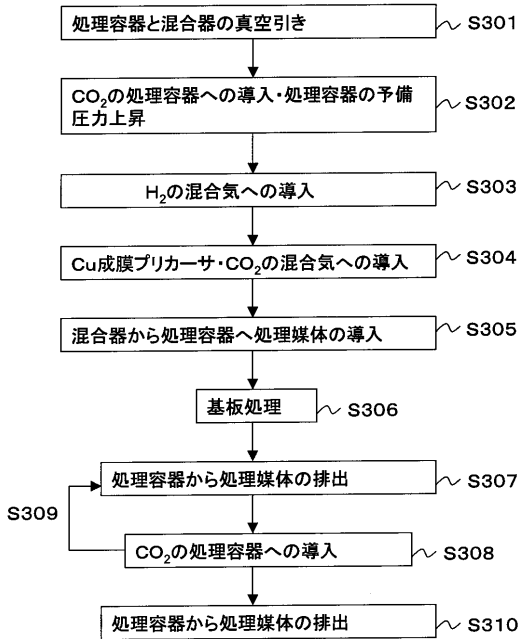 処理容器と混合器の真空引き
S301
CO₂の処理容器への導入・処理容器の予備
圧力上昇
S302
H₂の混合気への導入
S303
Cu成膜プリカーサ・CO₂の混合気への導入
S304
混合器から処理容器へ処理媒体の導入
S305
基板処理
S306
処理容器から処理媒体の排出
S307
S309
CO₂の処理容器への導入
S308
処理容器から処理媒体の排出
S310